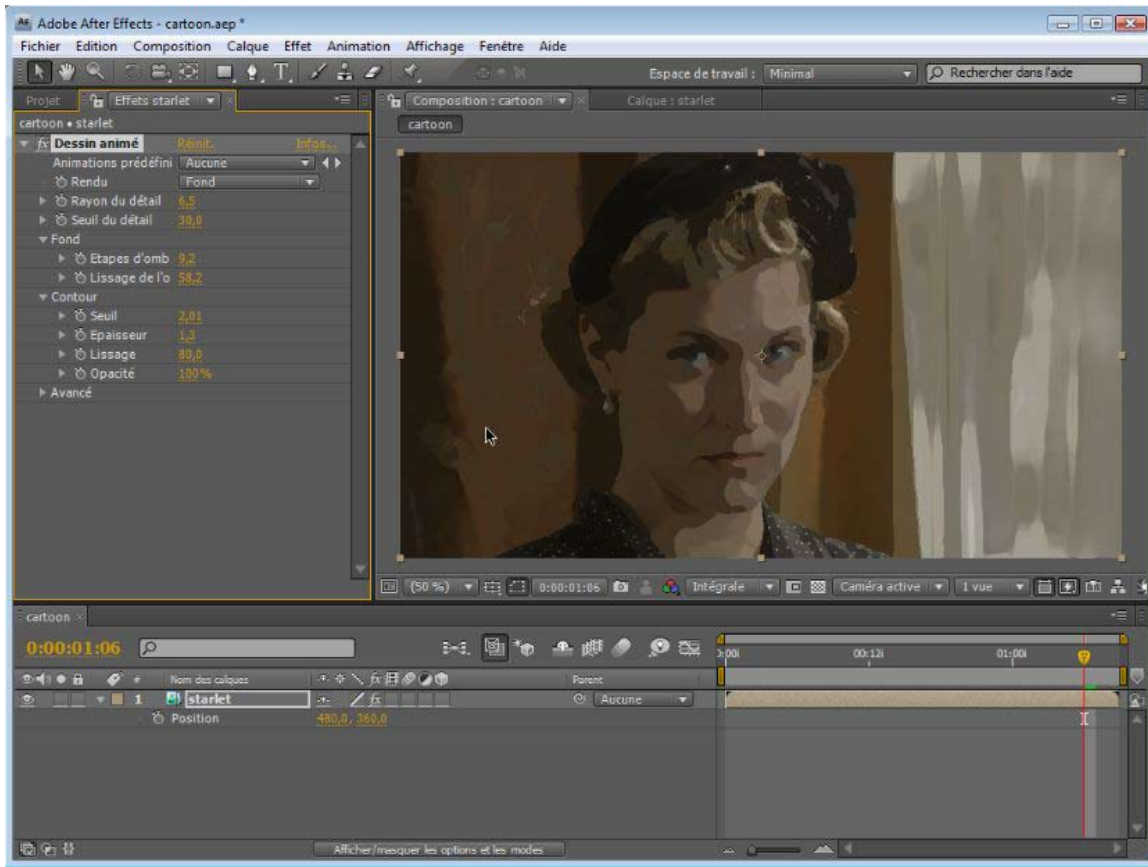 Adobe After Effects - cartoon.aep *
Fichier Edition Composition Calque Effet Animation Affichage Fenêtre Aide
Espace de travail : Minimal Rechercher dans l'aide
Projet Effets starlet Composition : cartoon Calque : starlet
cartoon • starlet
cartoon
fx Dessin animé Réinit. Infos...
Animations prédéfini Aucune
Rendu Fond
Rayon du détail 6,5
Seuil du détail 30,0
Fond
Etapes d'omb 9,2
Lissage de l'o 58,2
Contour
Seuil 2,01
Epaisseur 1,3
Lissage 80,0
Opacité 100%
Avancé
(50 %) 0:00:01:06 Intégrale Caméra active 1 vue
cartoon
0:00:01:06
00:12i 01:00i
# Nom des calques fx Parent
1 starlet fx Aucune
Position 480,0, 360,0
Afficher/masquer les options et les modes